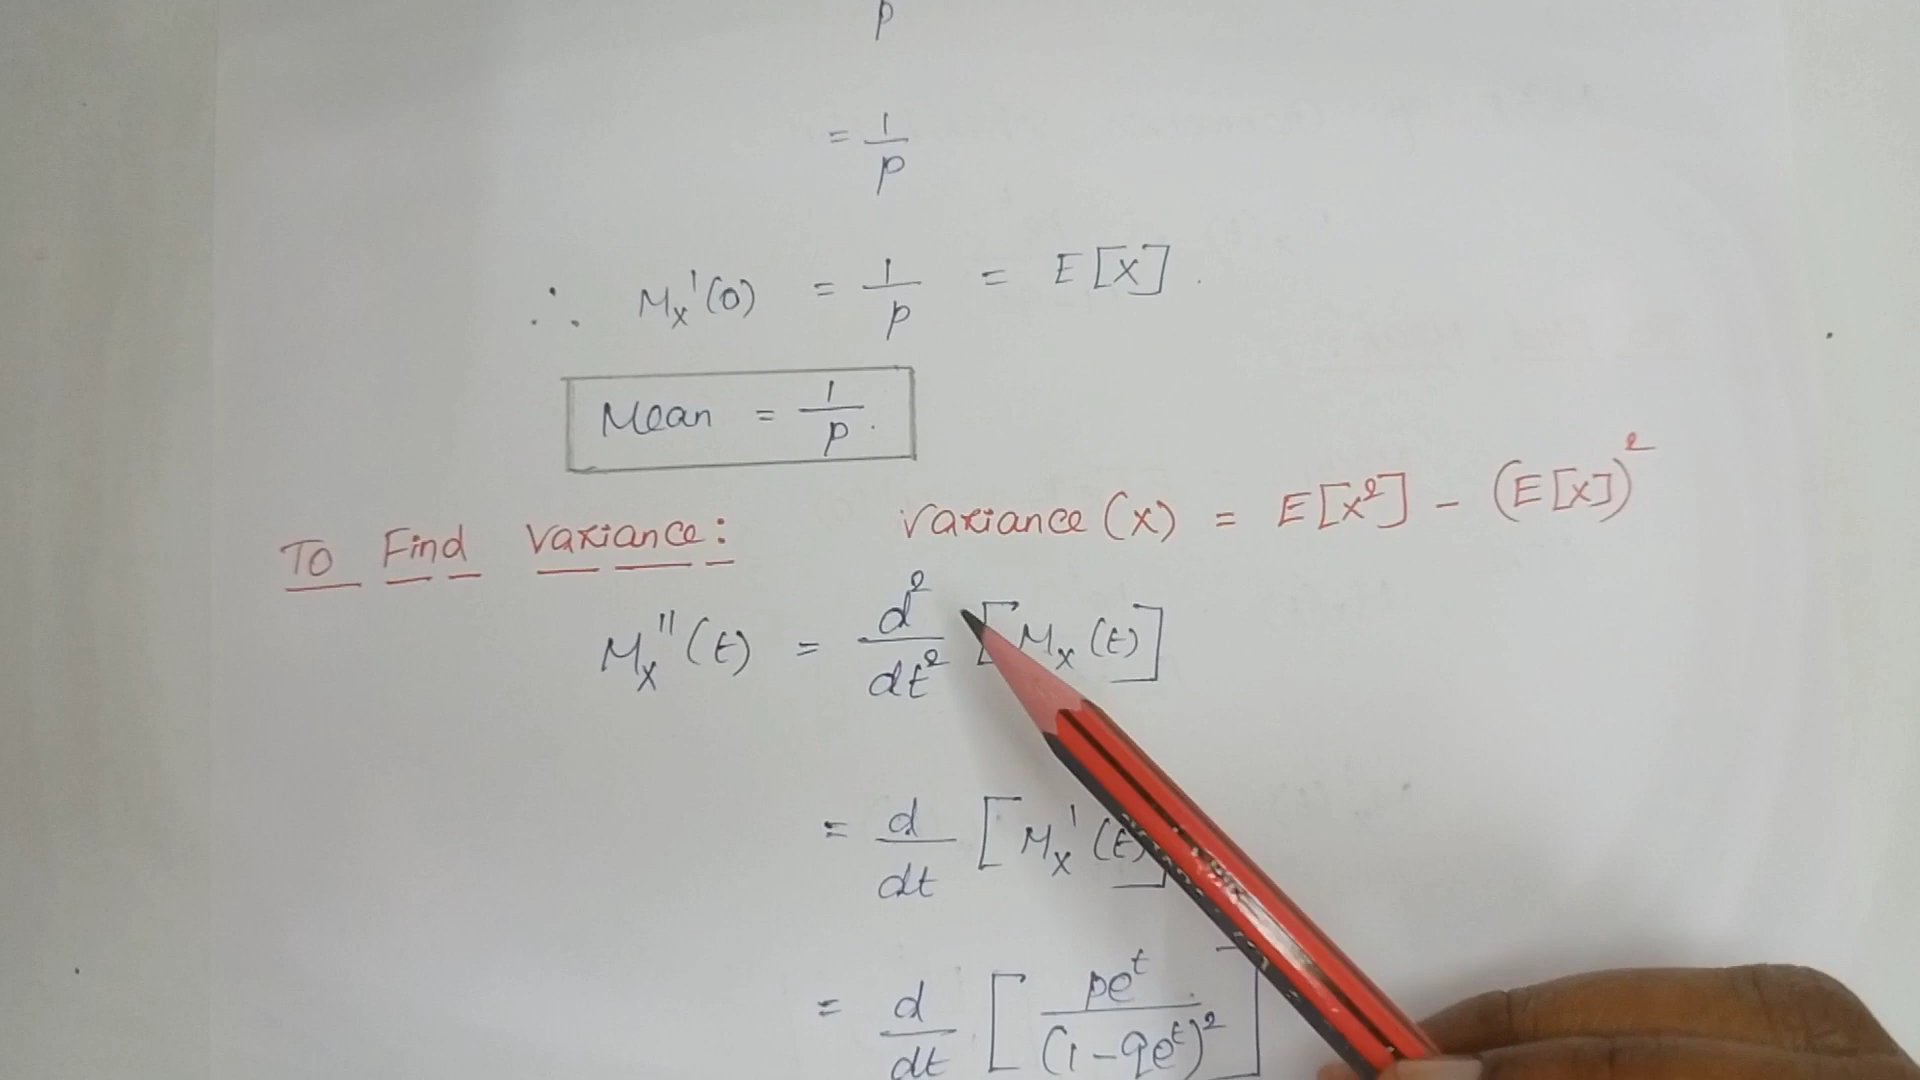 p
= 1/p
∴ Mx'(0) = 1/p = E[X].
Mean = 1/p.
To Find Variance: Variance(x) = E[x²] - (E[x])²
Mx''(t) = d²/dt² [Mx(t)]
= d/dt [Mx'(t)]
= d/dt [pe^t/(1-qe^t)²]